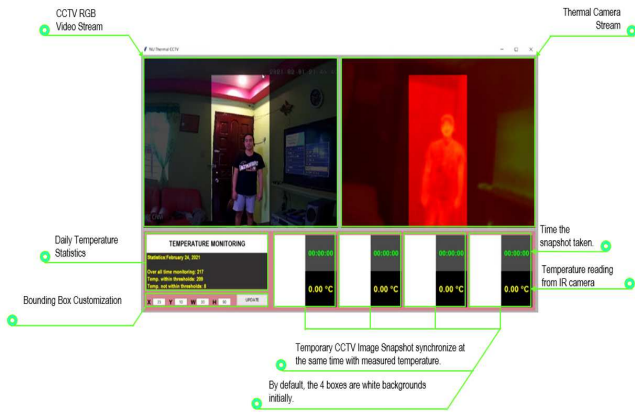 CCTV RGB
Video Stream
Thermal Camera
Stream
Thermal CCTV
Daily Temperature
Statistics
TEMPERATURE MONITORING
Statistics:February 24, 2021
Over all time monitoring: 217
Temp. within thresholds: 209
Temp. not within thresholds: 8
Bounding Box Customization
X
Y
W
H
UPDATE
00:00:00
00:00:00
00:00:00
00:00:00
0.00 °C
0.00 °C
0.00 °C
0.00 °C
Time the
snapshot taken.
Temperature reading
from IR camera
Temporary CCTV Image Snapshot synchronize at
the same time with measured temperature.
By default, the 4 boxes are white backgrounds
initially.